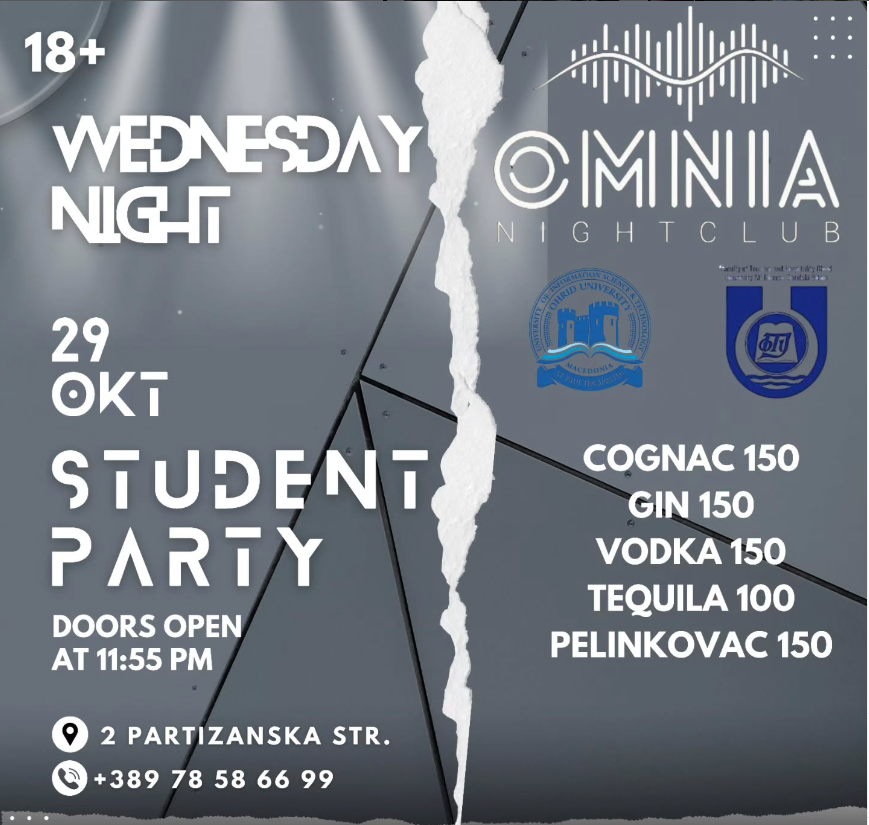 18+
WEDNESDAY
NIGHT
29
OKT
STUDENT
PARTY
DOORS OPEN
AT 11:55 PM
2 PARTIZANSKA STR.
+389 78 58 66 99
OMNIA
NIGHTCLUB
UNIVERSITY OF INFORMATION SCIENCE & TECHNOLOGY
OHRID UNIVERSITY
MACEDONIA
COGNAC 150
GIN 150
VODKA 150
TEQUILA 100
PELINKOVAC 150